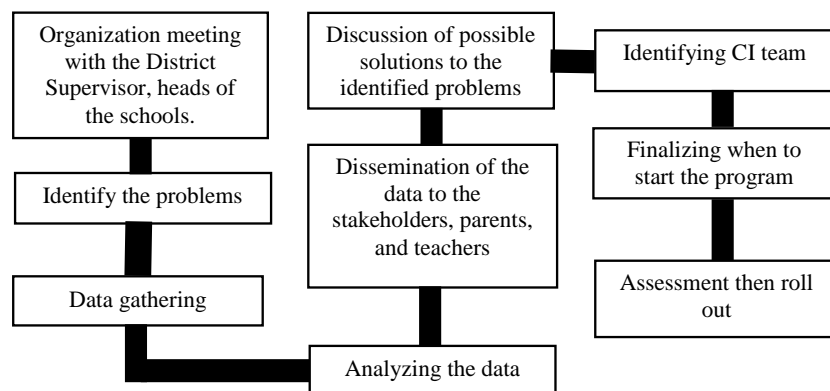 Organization meeting
with the District
Supervisor, heads of
the schools.
Identify the problems
Data gathering
Analyzing the data
Dissemination of the
data to the
stakeholders, parents,
and teachers
Discussion of possible
solutions to the
identified problems
Identifying CI team
Finalizing when to
start the program
Assessment then roll
out